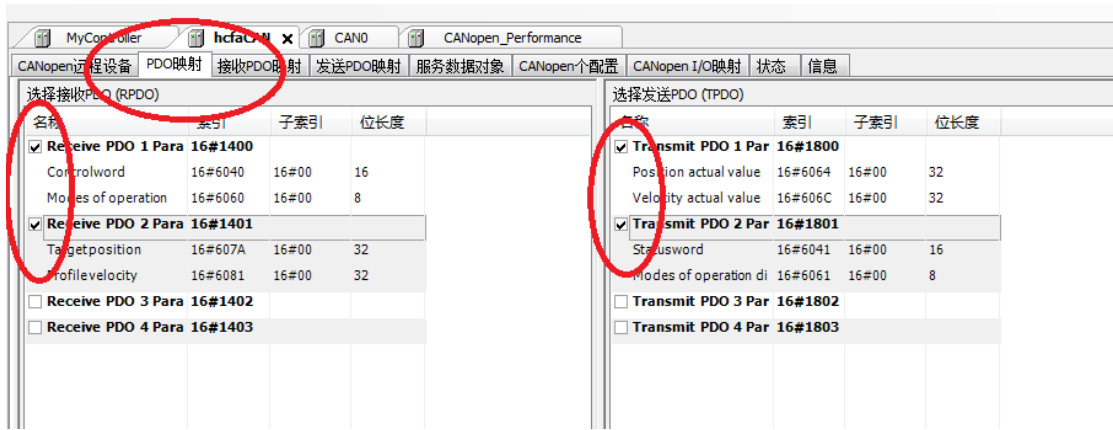 MyController hcfaCAN CAN0 CANopen_Performance
CANopen远程设备 PDO映射 接收PDO映射 发送PDO映射 服务数据对象 CANopen个配置 CANopen I/O映射 状态 信息
选择接收PDO (RPDO)
名称 索引 子索引 位长度
Receive PDO 1 Para 16#1400
Controlword 16#6040 16#00 16
Modes of operation 16#6060 16#00 8
Receive PDO 2 Para 16#1401
Targetposition 16#607A 16#00 32
Profilevelocity 16#6081 16#00 32
Receive PDO 3 Para 16#1402
Receive PDO 4 Para 16#1403
选择发送PDO (TPDO)
名称 索引 子索引 位长度
Transmit PDO 1 Par 16#1800
Position actual value 16#6064 16#00 32
Velocity actual value 16#606C 16#00 32
Transmit PDO 2 Par 16#1801
Statusword 16#6041 16#00 16
Modes of operation di 16#6061 16#00 8
Transmit PDO 3 Par 16#1802
Transmit PDO 4 Par 16#1803